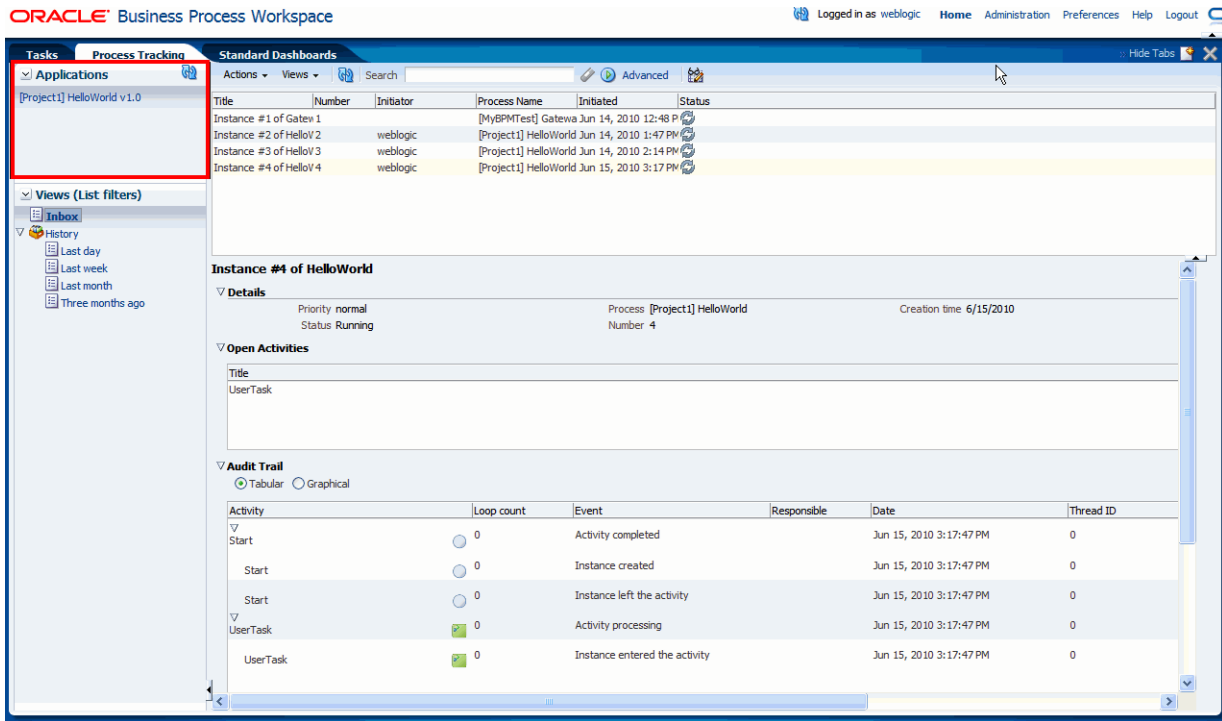 ORACLE Business Process Workspace
Logged in as weblogic Home Administration Preferences Help Logout
Tasks Process Tracking Standard Dashboards Hide Tabs
Applications
[Project1] HelloWorld v1.0
Actions Views Search Advanced
Title Number Initiator Process Name Initiated Status
Instance #1 of Gatew 1 [MyBPMTest] Gatewa Jun 14, 2010 12:48 P
Instance #2 of HelloW 2 weblogic [Project1] HelloWorld Jun 14, 2010 1:47 PM
Instance #3 of HelloW 3 weblogic [Project1] HelloWorld Jun 14, 2010 2:14 PM
Instance #4 of HelloW 4 weblogic [Project1] HelloWorld Jun 15, 2010 3:17 PM
Views (List filters)
Inbox
History
Last day
Last week
Last month
Three months ago
Instance #4 of HelloWorld
Details
Priority normal Process [Project1] HelloWorld Creation time 6/15/2010
Status Running Number 4
Open Activities
Title
UserTask
Audit Trail
Tabular Graphical
Activity Loop count Event Responsible Date Thread ID
Start 0 Activity completed Jun 15, 2010 3:17:47 PM 0
Start 0 Instance created Jun 15, 2010 3:17:47 PM 0
Start 0 Instance left the activity Jun 15, 2010 3:17:47 PM 0
UserTask 0 Activity processing Jun 15, 2010 3:17:47 PM 0
UserTask 0 Instance entered the activity Jun 15, 2010 3:17:47 PM 0